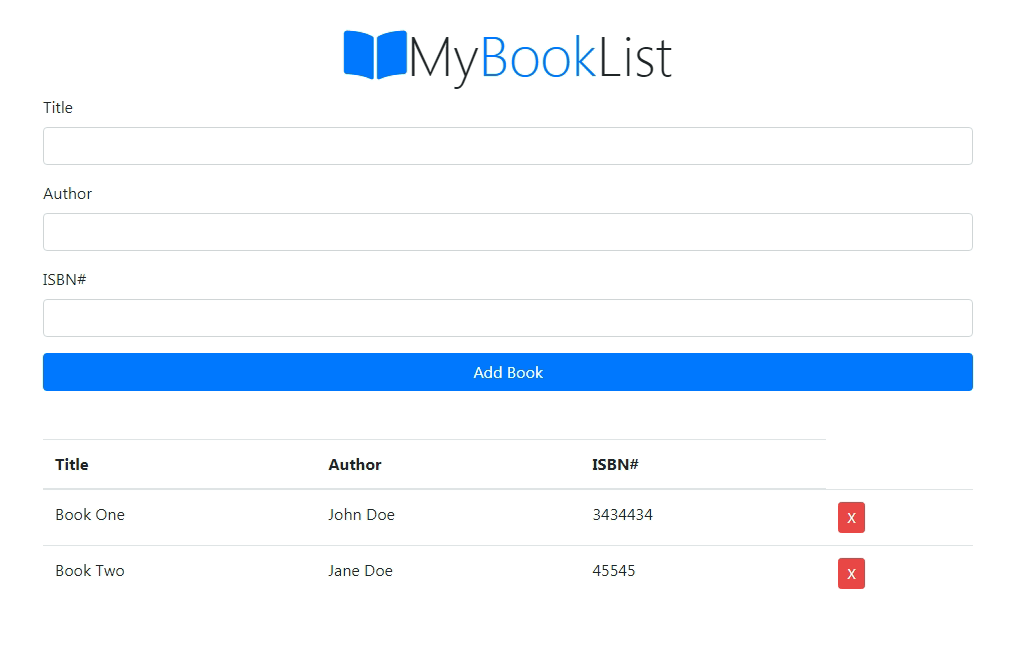 MyBookList
Title
Author
ISBN#
Add Book
Title Author ISBN#
Book One John Doe 3434434 X
Book Two Jane Doe 45545 X